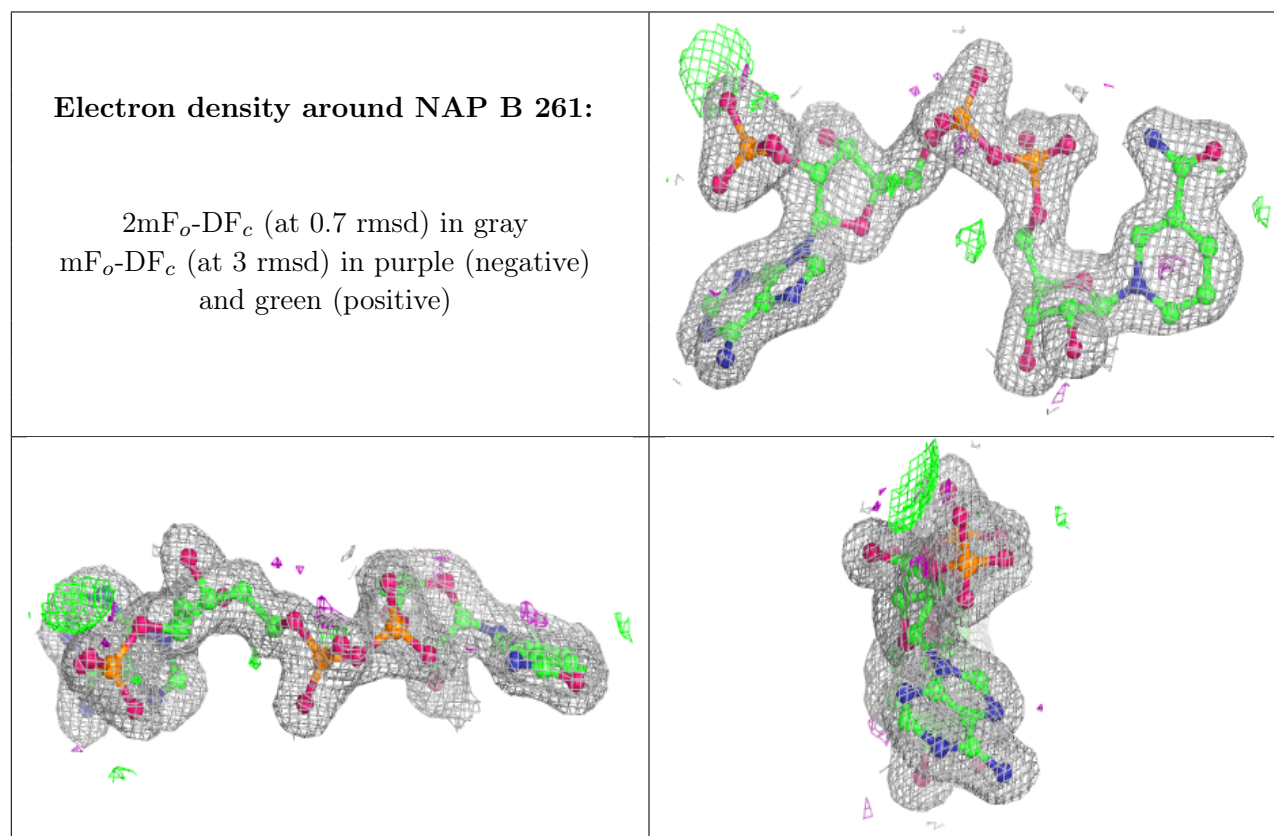 Electron density around NAP B 261:
2mFo-DFc (at 0.7 rmsd) in gray
mFo-DFc (at 3 rmsd) in purple (negative)
and green (positive)